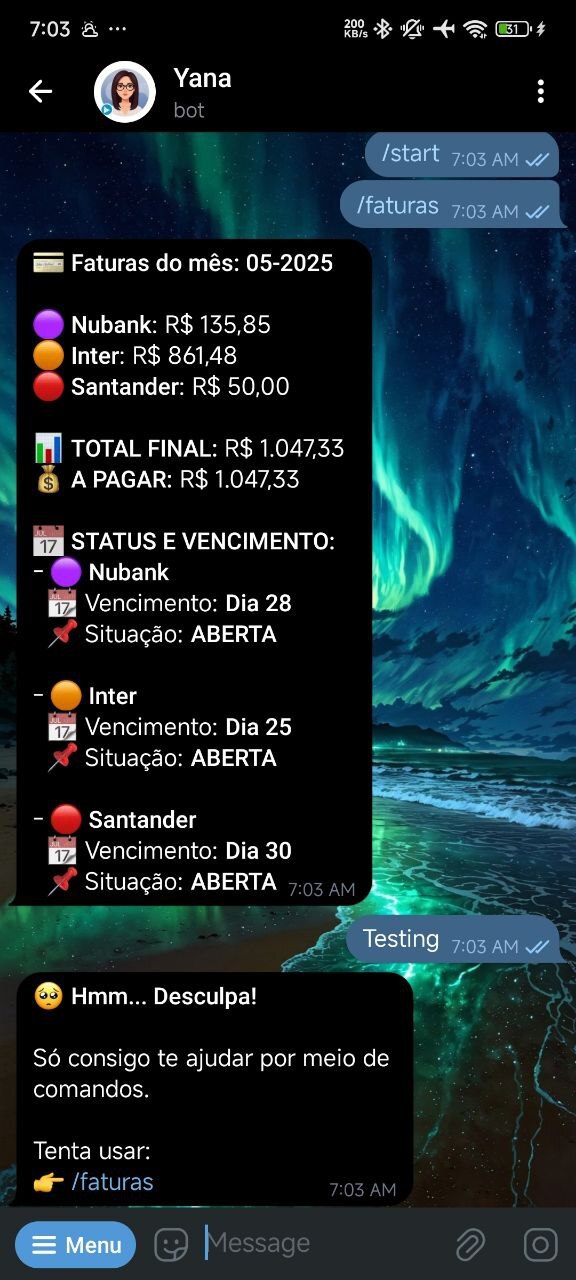 7:03 ...
200
KB/s
31
Yana
bot
/start 7:03 AM
/faturas 7:03 AM
Faturas do mês: 05-2025
Nubank: R$ 135,85
Inter: R$ 861,48
Santander: R$ 50,00
TOTAL FINAL: R$ 1.047,33
A PAGAR: R$ 1.047,33
STATUS E VENCIMENTO:
- Nubank
Vencimento: Dia 28
Situação: ABERTA
- Inter
Vencimento: Dia 25
Situação: ABERTA
- Santander
Vencimento: Dia 30
Situação: ABERTA 7:03 AM
Testing 7:03 AM
Hmm... Desculpa!
Só consigo te ajudar por meio de
comandos.
Tenta usar:
/faturas 7:03 AM
Menu Message